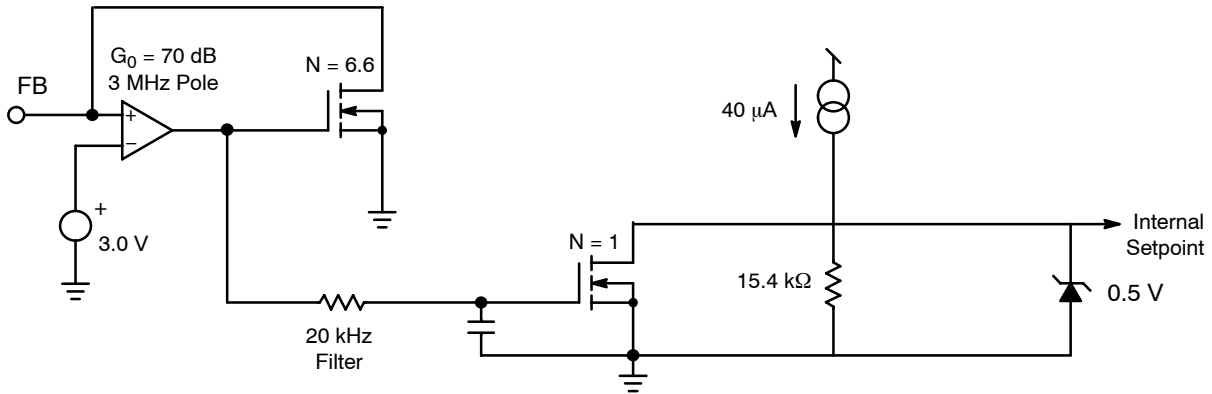 G0 = 70 dB
3 MHz Pole
FB
N = 6.6
+
−
+
3.0 V
40 μA
N = 1
Internal
Setpoint
15.4 kΩ
0.5 V
20 kHz
Filter